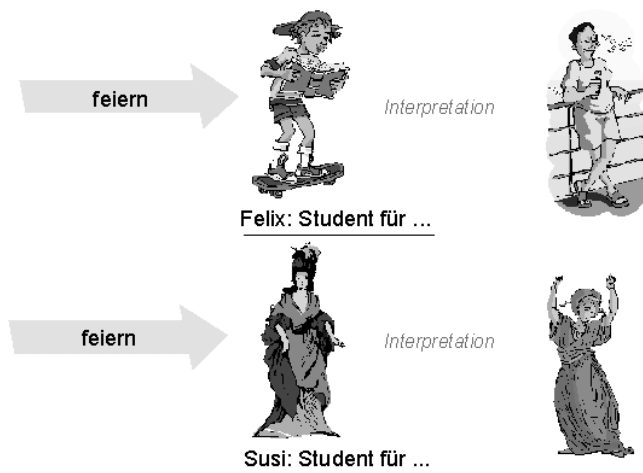 feiern
Interpretation
Felix: Student für ...
feiern
Interpretation
Susi: Student für ...